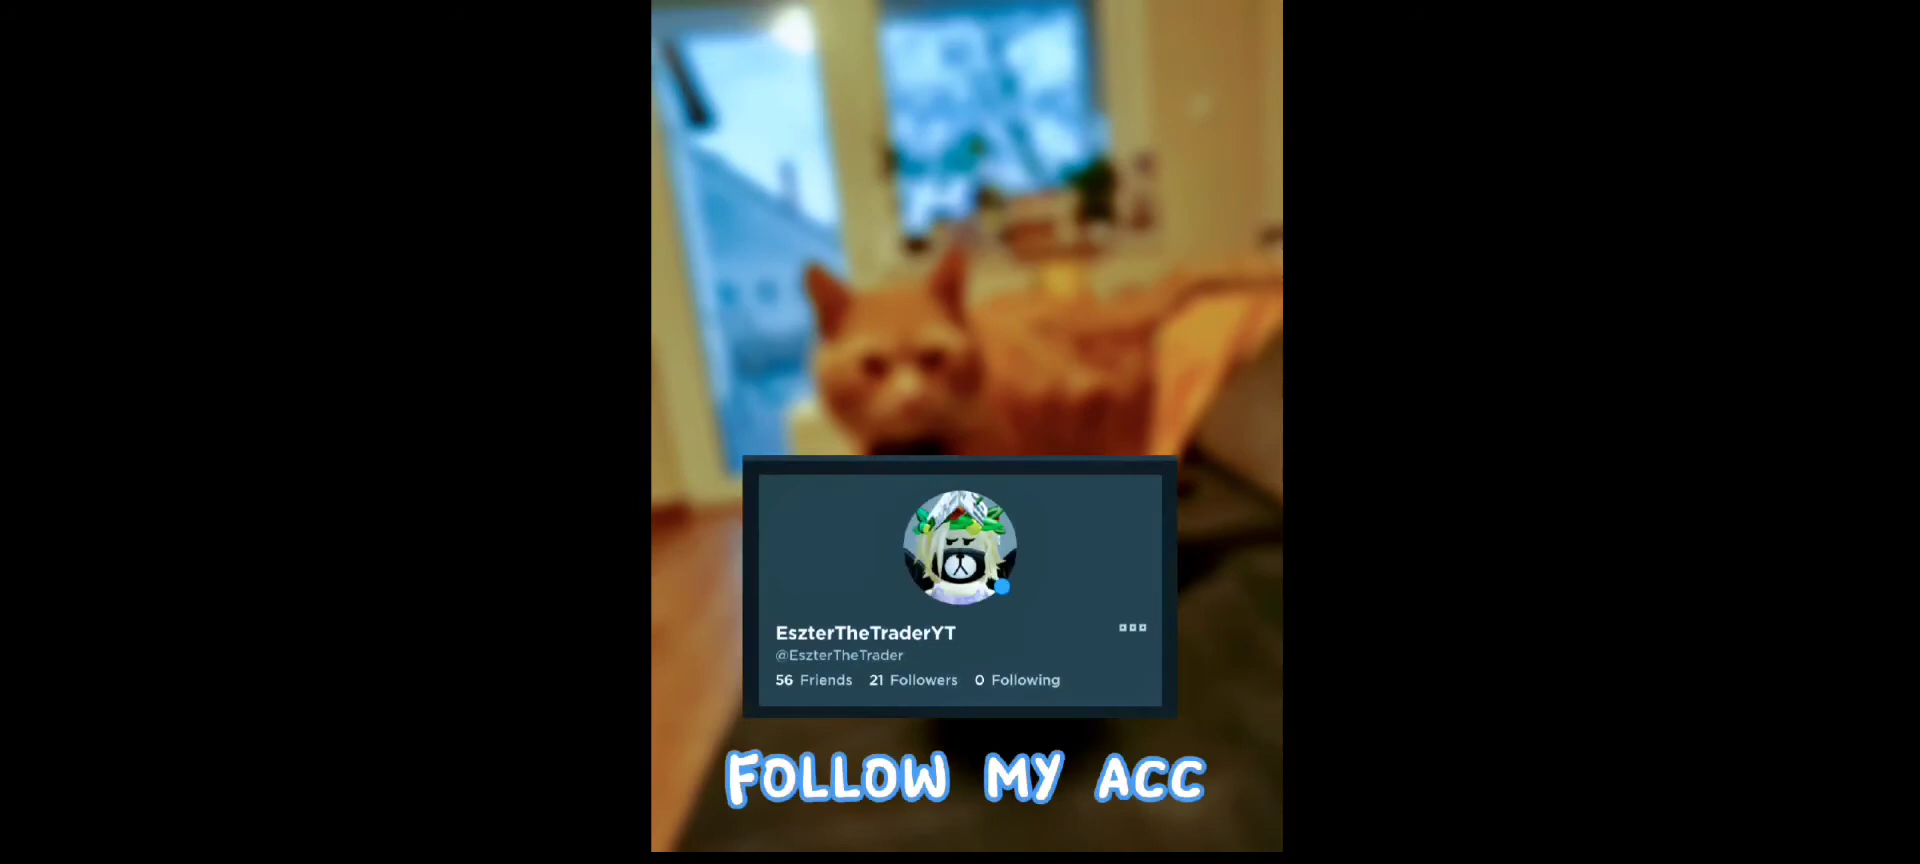 EszterTheTraderYT
@EszterTheTrader
56 Friends 21 Followers 0 Following
FOLLOW MY ACC